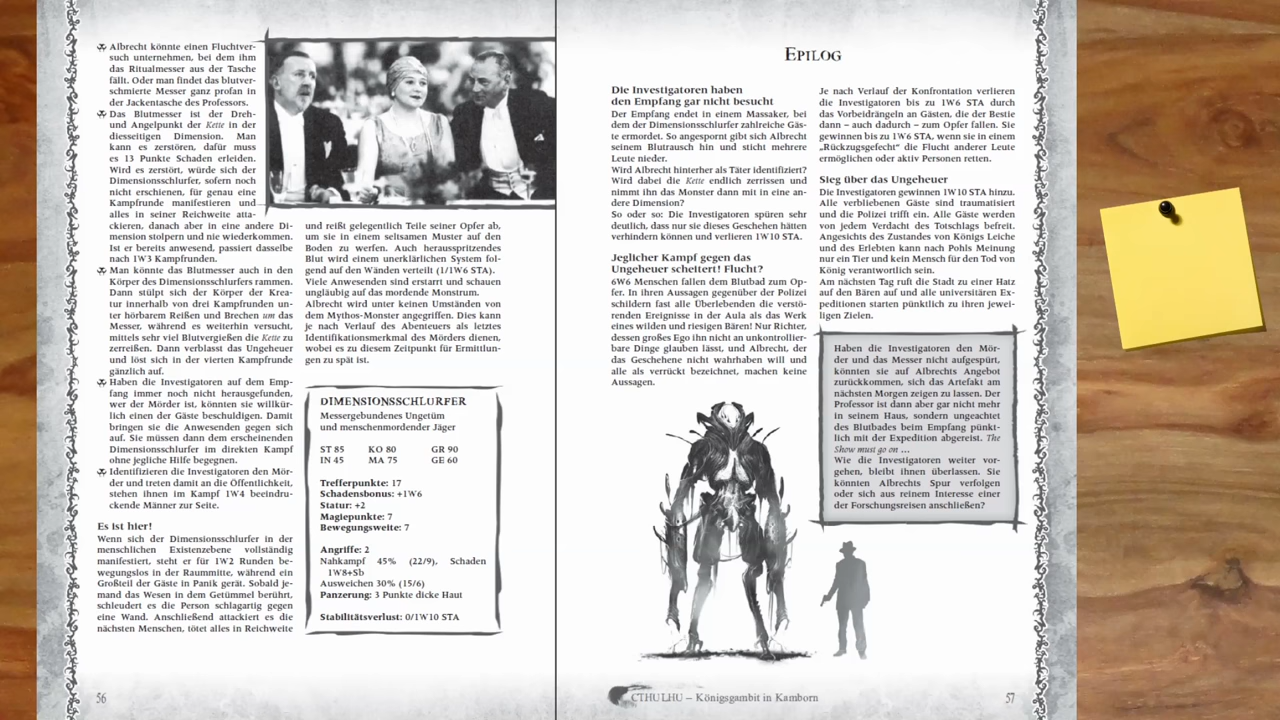 Albrecht könnte einen Fluchtver-
such unternehmen, bei dem ihm
das Ritualmesser aus der Tasche
fällt. Oder man findet das blutver-
schmierte Messer ganz profan in
der Jackentasche des Professors.
Das Blutmesser ist der Dreh-
und Angelpunkt der Kette in der
diesseitigen Dimension. Man
kann es zerstören, dafür muss
es 13 Punkte Schaden erleiden.
Wird es zerstört, würde sich der
Dimensionsschlurfer, sofern noch
nicht erschienen, für genau eine
Kampfrunde manifestieren und
alles in seiner Reichweite atta-
ckieren, danach aber in eine andere Di-
mension stolpern und nie wiederkommen.
Ist er bereits anwesend, passiert dasselbe
nach 1W3 Kampfrunden.
Man könnte das Blutmesser auch in den
Körper des Dimensionsschlurfers rammen.
Dann stülpt sich der Körper der Krea-
tur innerhalb von drei Kampfrunden un-
ter hörbarem Reißen und Brechen um das
Messer, während es weiterhin versucht,
mittels sehr viel Blutvergießen die Kette zu
zerreißen. Dann verblasst das Ungeheuer
und löst sich in der vierten Kampfrunde
gänzlich auf.
Haben die Investigatoren auf dem Emp-
fang immer noch nicht herausgefunden,
wer der Mörder ist, könnten sie willkür-
lich einen der Gäste beschuldigen. Damit
bringen sie die Anwesenden gegen sich
auf. Sie müssen dann dem erscheinenden
Dimensionsschlurfer im direkten Kampf
ohne jegliche Hilfe begegnen.
Identifizieren die Investigatoren den Mör-
der und treten damit an die Öffentlichkeit,
stehen ihnen im Kampf 1W4 beeindru-
ckende Männer zur Seite.
Es ist hier!
Wenn sich der Dimensionsschlurfer in der
menschlichen Existenzebene vollständig
manifestiert, steht er für 1W2 Runden be-
wegungslos in der Raummitte, während ein
Großteil der Gäste in Panik gerät. Sobald je-
mand das Wesen in dem Getümmel berührt,
schleudert es die Person schlagartig gegen
eine Wand. Anschließend attackiert es die
nächsten Menschen, tötet alles in Reichweite
und reißt gelegentlich Teile seiner Opfer ab,
um sie in einem seltsamen Muster auf den
Boden zu werfen. Auch herausspritzendes
Blut wird einem unerklärlichen System fol-
gend auf den Wänden verteilt (1/1W6 STA).
Viele Anwesenden sind erstarrt und schauen
ungläubig auf das mordende Monstrum.
Albrecht wird unter keinen Umständen von
dem Mythos-Monster angegriffen. Dies kann
je nach Verlauf des Abenteuers als letztes
Identifikationsmerkmal des Mörders dienen,
wobei es zu diesem Zeitpunkt für Ermittlun-
gen zu spät ist.
DIMENSIONSSCHLURFER
Messergebundenes Ungetüm
und menschenmordender Jäger
ST 85 KO 80 GR 90
IN 45 MA 75 GE 60
Trefferpunkte: 17
Schadensbonus: +1W6
Statur: +2
Magiepunkte: 7
Bewegungsweite: 7
Angriffe: 2
Nahkampf 45% (22/9), Schaden
1W8+Sb
Ausweichen 30% (15/6)
Panzerung: 3 Punkte dicke Haut
Stabilitätsverlust: 0/1W10 STA
56
EPILOG
Die Investigatoren haben
den Empfang gar nicht besucht
Der Empfang endet in einem Massaker, bei
dem der Dimensionsschlurfer zahlreiche Gäs-
te ermordet. So angespornt gibt sich Albrecht
seinem Blutrausch hin und sticht mehrere
Leute nieder.
Wird Albrecht hinterher als Täter identifiziert?
Wird dabei die Kette endlich zerrissen und
nimmt ihn das Monster dann mit in eine an-
dere Dimension?
So oder so: Die Investigatoren spüren sehr
deutlich, dass nur sie dieses Geschehen hätten
verhindern können und verlieren 1W10 STA.
Jeglicher Kampf gegen das
Ungeheuer scheitert! Flucht?
6W6 Menschen fallen dem Blutbad zum Op-
fer. In ihren Aussagen gegenüber der Polizei
schildern fast alle Überlebenden die verstö-
renden Ereignisse in der Aula als das Werk
eines wilden und riesigen Bären! Nur Richter,
dessen großes Ego ihn nicht an unkontrollier-
bare Dinge glauben lässt, und Albrecht, der
das Geschehene nicht wahrhaben will und
alle als verrückt bezeichnet, machen keine
Aussagen.
Je nach Verlauf der Konfrontation verlieren
die Investigatoren bis zu 1W6 STA durch
das Vorbeidrängeln an Gästen, die der Bestie
dann – auch dadurch – zum Opfer fallen. Sie
gewinnen bis zu 1W6 STA, wenn sie in einem
„Rückzugsgefecht“ die Flucht anderer Leute
ermöglichen oder aktiv Personen retten.
Sieg über das Ungeheuer
Die Investigatoren gewinnen 1W10 STA hinzu.
Alle verbliebenen Gäste sind traumatisiert
und die Polizei trifft ein. Alle Gäste werden
von jedem Verdacht des Totschlags befreit.
Angesichts des Zustandes von Königs Leiche
und des Erlebten kann nach Pohls Meinung
nur ein Tier und kein Mensch für den Tod von
König verantwortlich sein.
Am nächsten Tag ruft die Stadt zu einer Hatz
auf den Bären auf und alle universitären Ex-
peditionen starten pünktlich zu ihren jewei-
ligen Zielen.
Haben die Investigatoren den Mör-
der und das Messer nicht aufgespürt,
könnten sie auf Albrechts Angebot
zurückkommen, sich das Artefakt am
nächsten Morgen zeigen zu lassen. Der
Professor ist dann aber gar nicht mehr
in seinem Haus, sondern ungeachtet
des Blutbades beim Empfang pünkt-
lich mit der Expedition abgereist. The
Show must go on ...
Wie die Investigatoren weiter vor-
gehen, bleibt ihnen überlassen. Sie
könnten Albrechts Spur verfolgen
oder sich aus reinem Interesse einer
der Forschungsreisen anschließen?
CTHULHU – Königsgambit in Kamborn
57